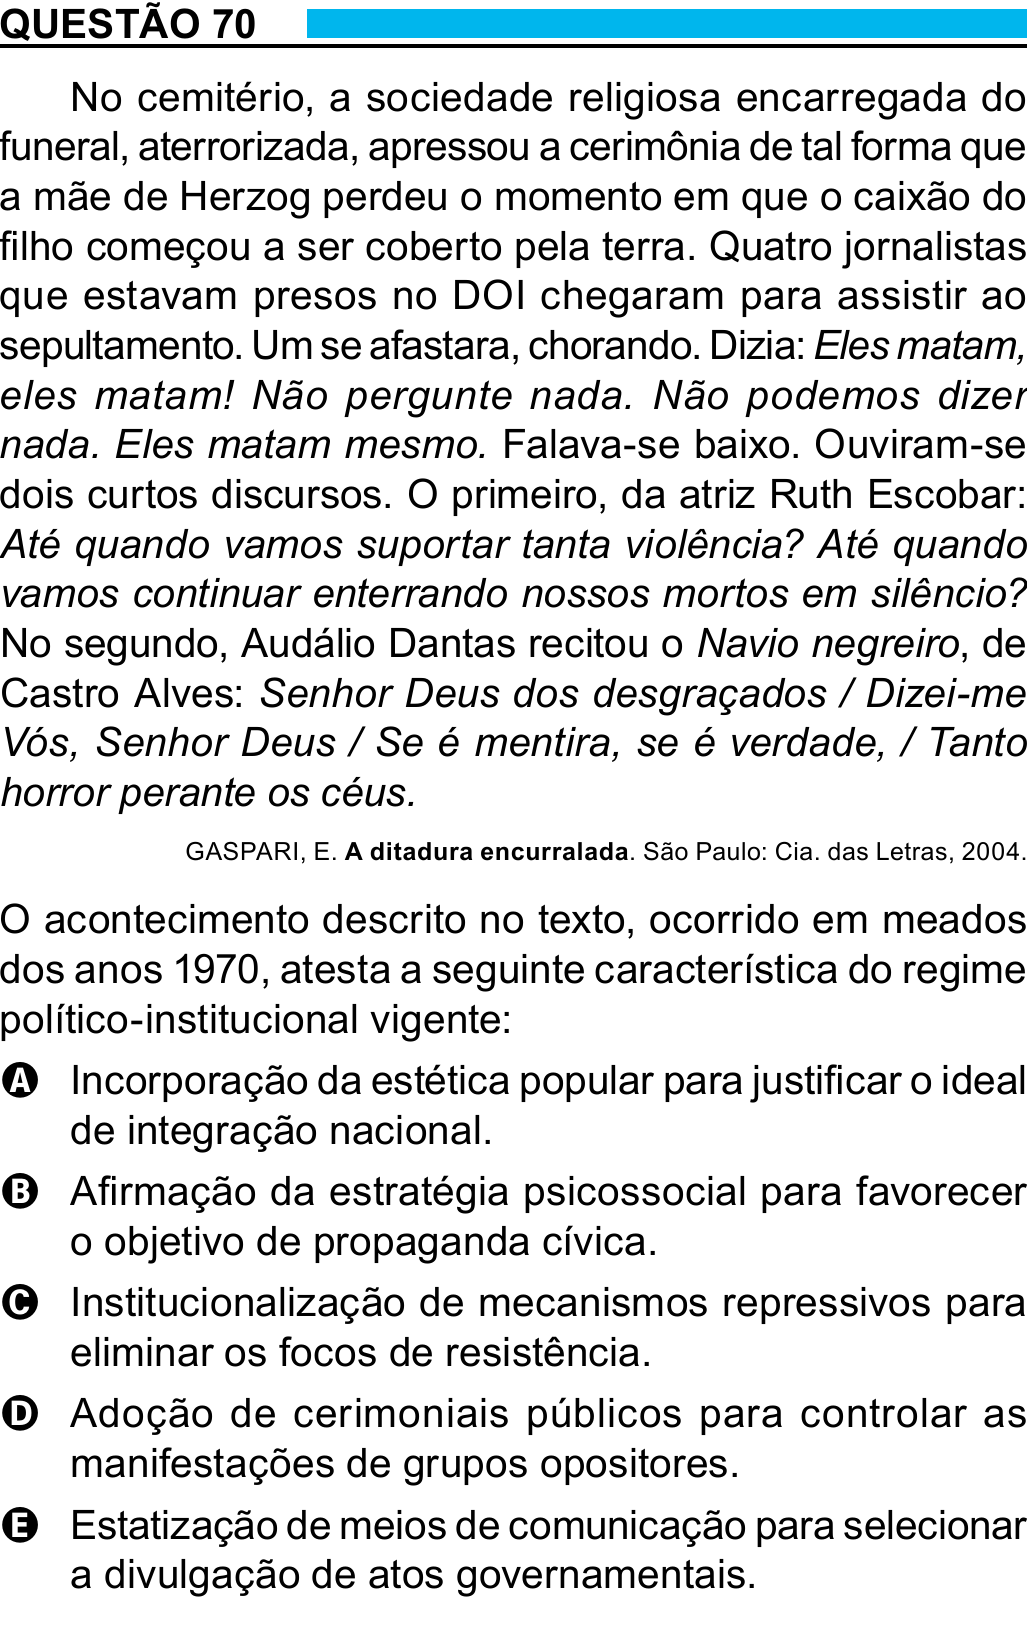 QUESTÃO 70
No cemitério, a sociedade religiosa encarregada do
funeral, aterrorizada, apressou a cerimônia de tal forma que
a mãe de Herzog perdeu o momento em que o caixão do
filho começou a ser coberto pela terra. Quatro jornalistas
que estavam presos no DOI chegaram para assistir ao
sepultamento. Um se afastara, chorando. Dizia: Eles matam,
eles matam! Não pergunte nada. Não podemos dizer
nada. Eles matam mesmo. Falava-se baixo. Ouviram-se
dois curtos discursos. O primeiro, da atriz Ruth Escobar:
Até quando vamos suportar tanta violência? Até quando
vamos continuar enterrando nossos mortos em silêncio?
No segundo, Audálio Dantas recitou o Navio negreiro, de
Castro Alves: Senhor Deus dos desgraçados / Dizei-me
Vós, Senhor Deus / Se é mentira, se é verdade, / Tanto
horror perante os céus.
GASPARI, E. A ditadura encurralada. São Paulo: Cia. das Letras, 2004.
O acontecimento descrito no texto, ocorrido em meados
dos anos 1970, atesta a seguinte característica do regime
político-institucional vigente:
A Incorporação da estética popular para justificar o ideal
de integração nacional.
B Afirmação da estratégia psicossocial para favorecer
o objetivo de propaganda cívica.
C Institucionalização de mecanismos repressivos para
eliminar os focos de resistência.
D Adoção de cerimoniais públicos para controlar as
manifestações de grupos opositores.
E Estatização de meios de comunicação para selecionar
a divulgação de atos governamentais.